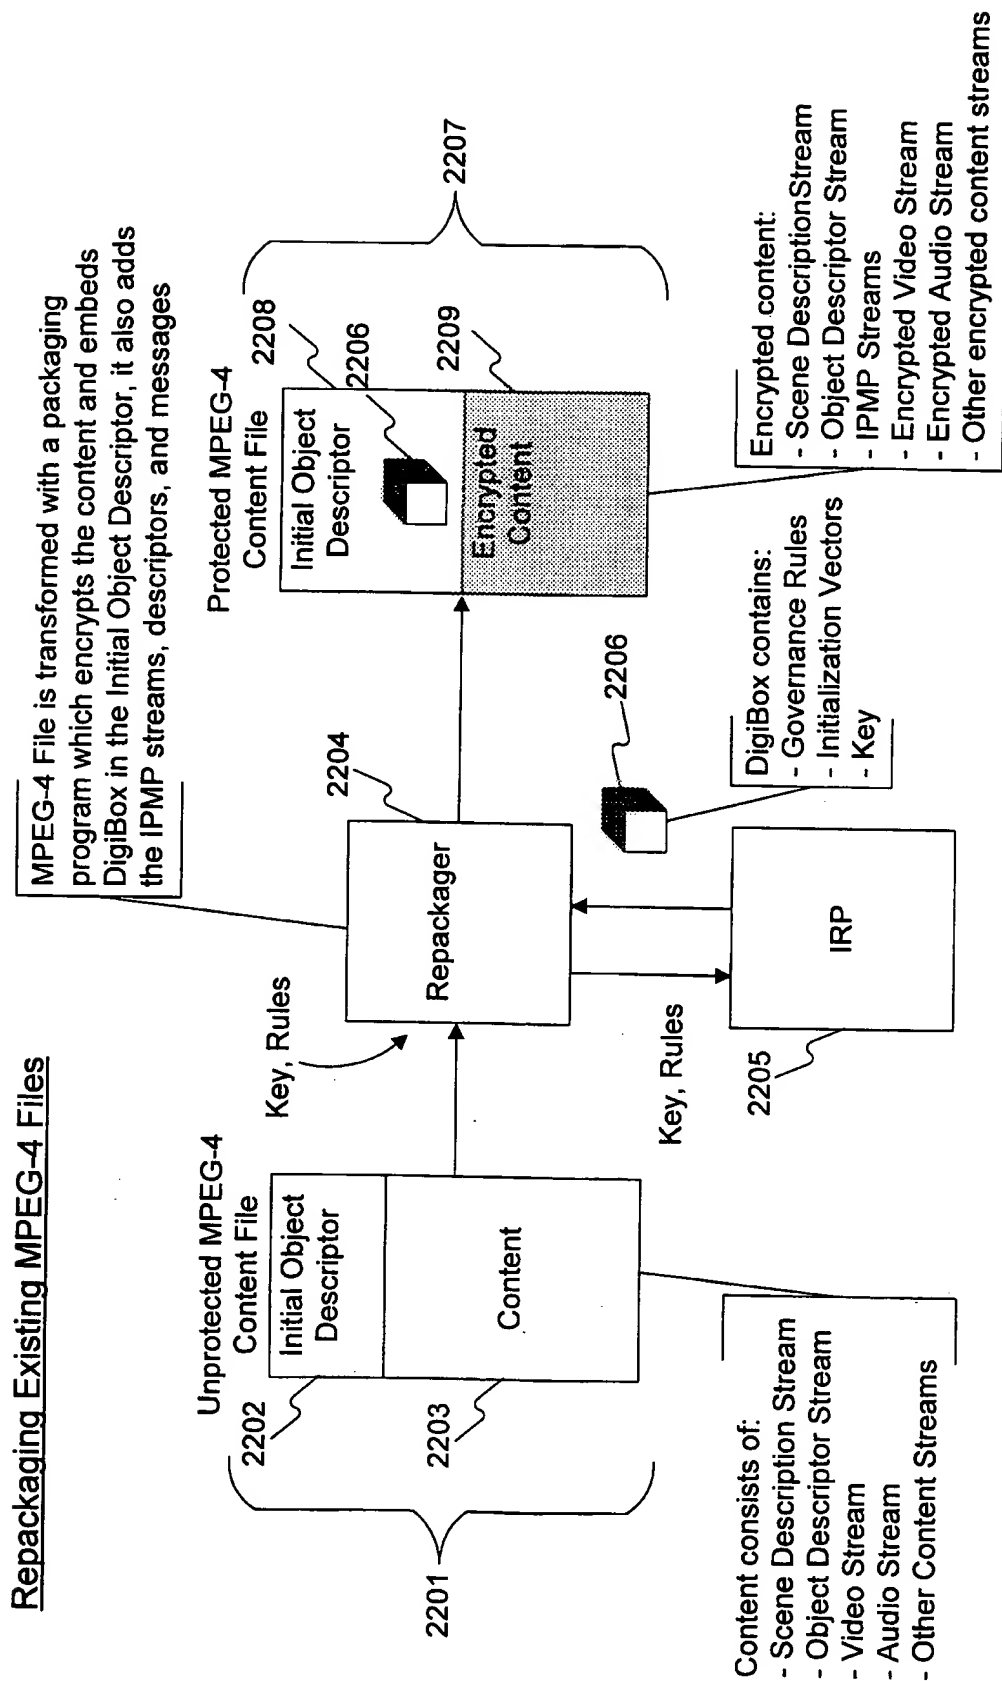 Repackaging Existing MPEG-4 Files
MPEG-4 File is transformed with a packaging
program which encrypts the content and embeds
DigiBox in the Initial Object Descriptor, it also adds
the IPMP streams, descriptors, and messages
Unprotected MPEG-4
Content File
2202
Initial Object
Descriptor
2203
Content
2201
Content consists of:
- Scene Description Stream
- Object Descriptor Stream
- Video Stream
- Audio Stream
- Other Content Streams
Key, Rules
2204
Repackager
Key, Rules
2205
IRP
2206
DigiBox contains:
- Governance Rules
- Initialization Vectors
- Key
Protected MPEG-4
Content File
2208
Initial Object
Descriptor
2206
2209
Encrypted
Content
2207
Encrypted content:
- Scene DescriptionStream
- Object Descriptor Stream
- IPMP Streams
- Encrypted Video Stream
- Encrypted Audio Stream
- Other encrypted content streams